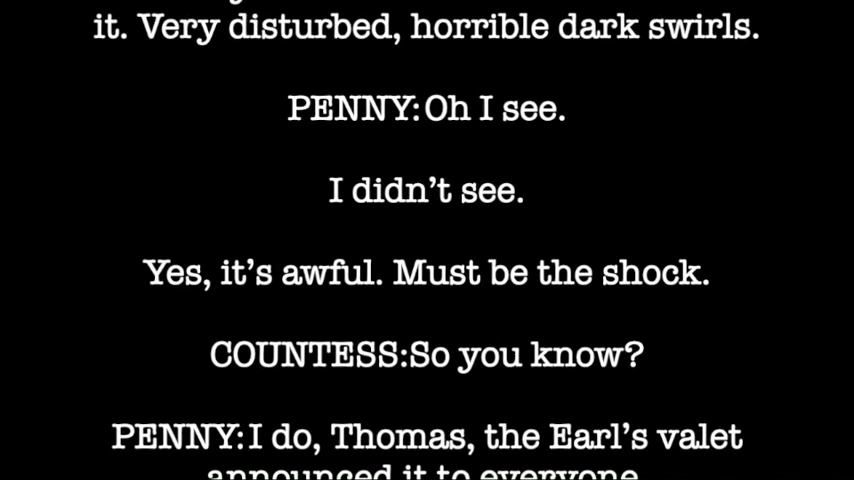 it. Very disturbed, horrible dark swirls.
PENNY: Oh I see.
I didn't see.
Yes, it's awful. Must be the shock.
COUNTESS:So you know?
PENNY:I do, Thomas, the Earl's valet
announced it to everyone.